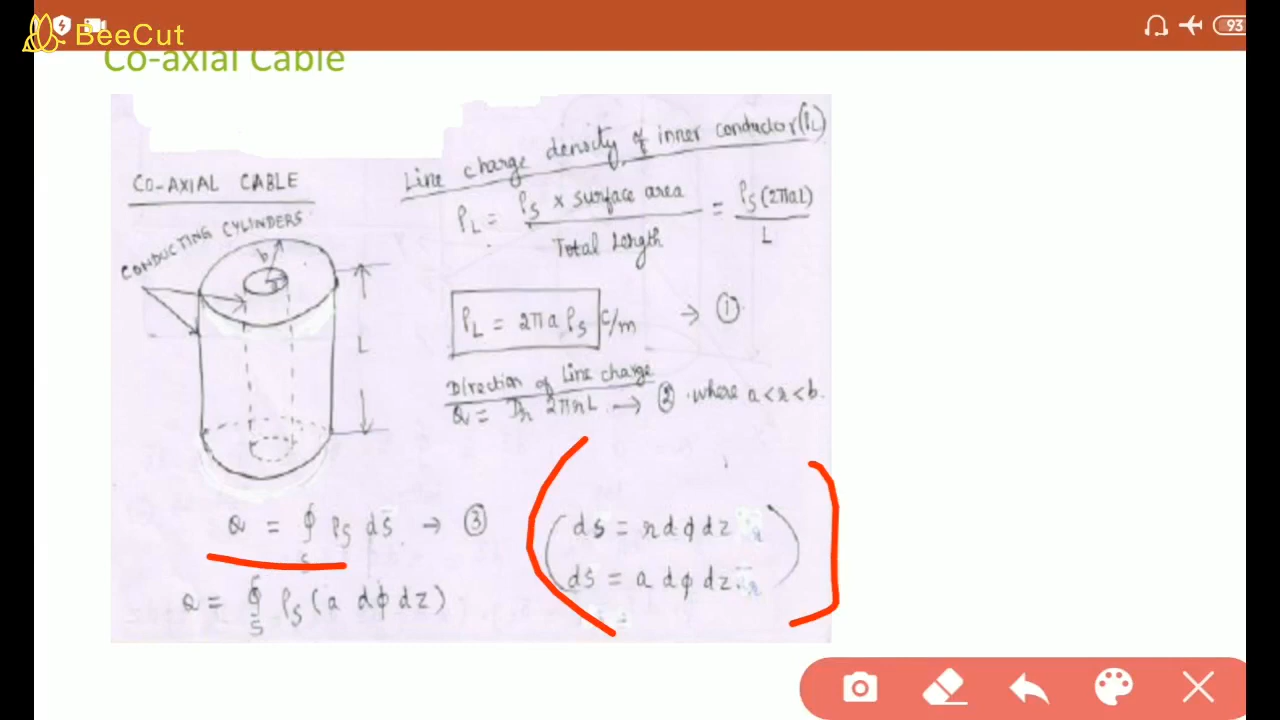 BeeCut
93
Co-axial Cable
CO-AXIAL CABLE
CONDUCTING CYLINDERS
b
L
Line charge density of inner conductor (ρL)
ρL = ρs × surface area / Total Length = ρs (2πaL) / L
ρL = 2πa ρs C/m → ①
Direction of Line charge
Q = Dr 2πrL → ② where a < r < b.
Q = ∮s ρs ds → ③
Q = ∮s ρs (a dϕ dz)
ds = r dϕ dz
ds = a dϕ dz